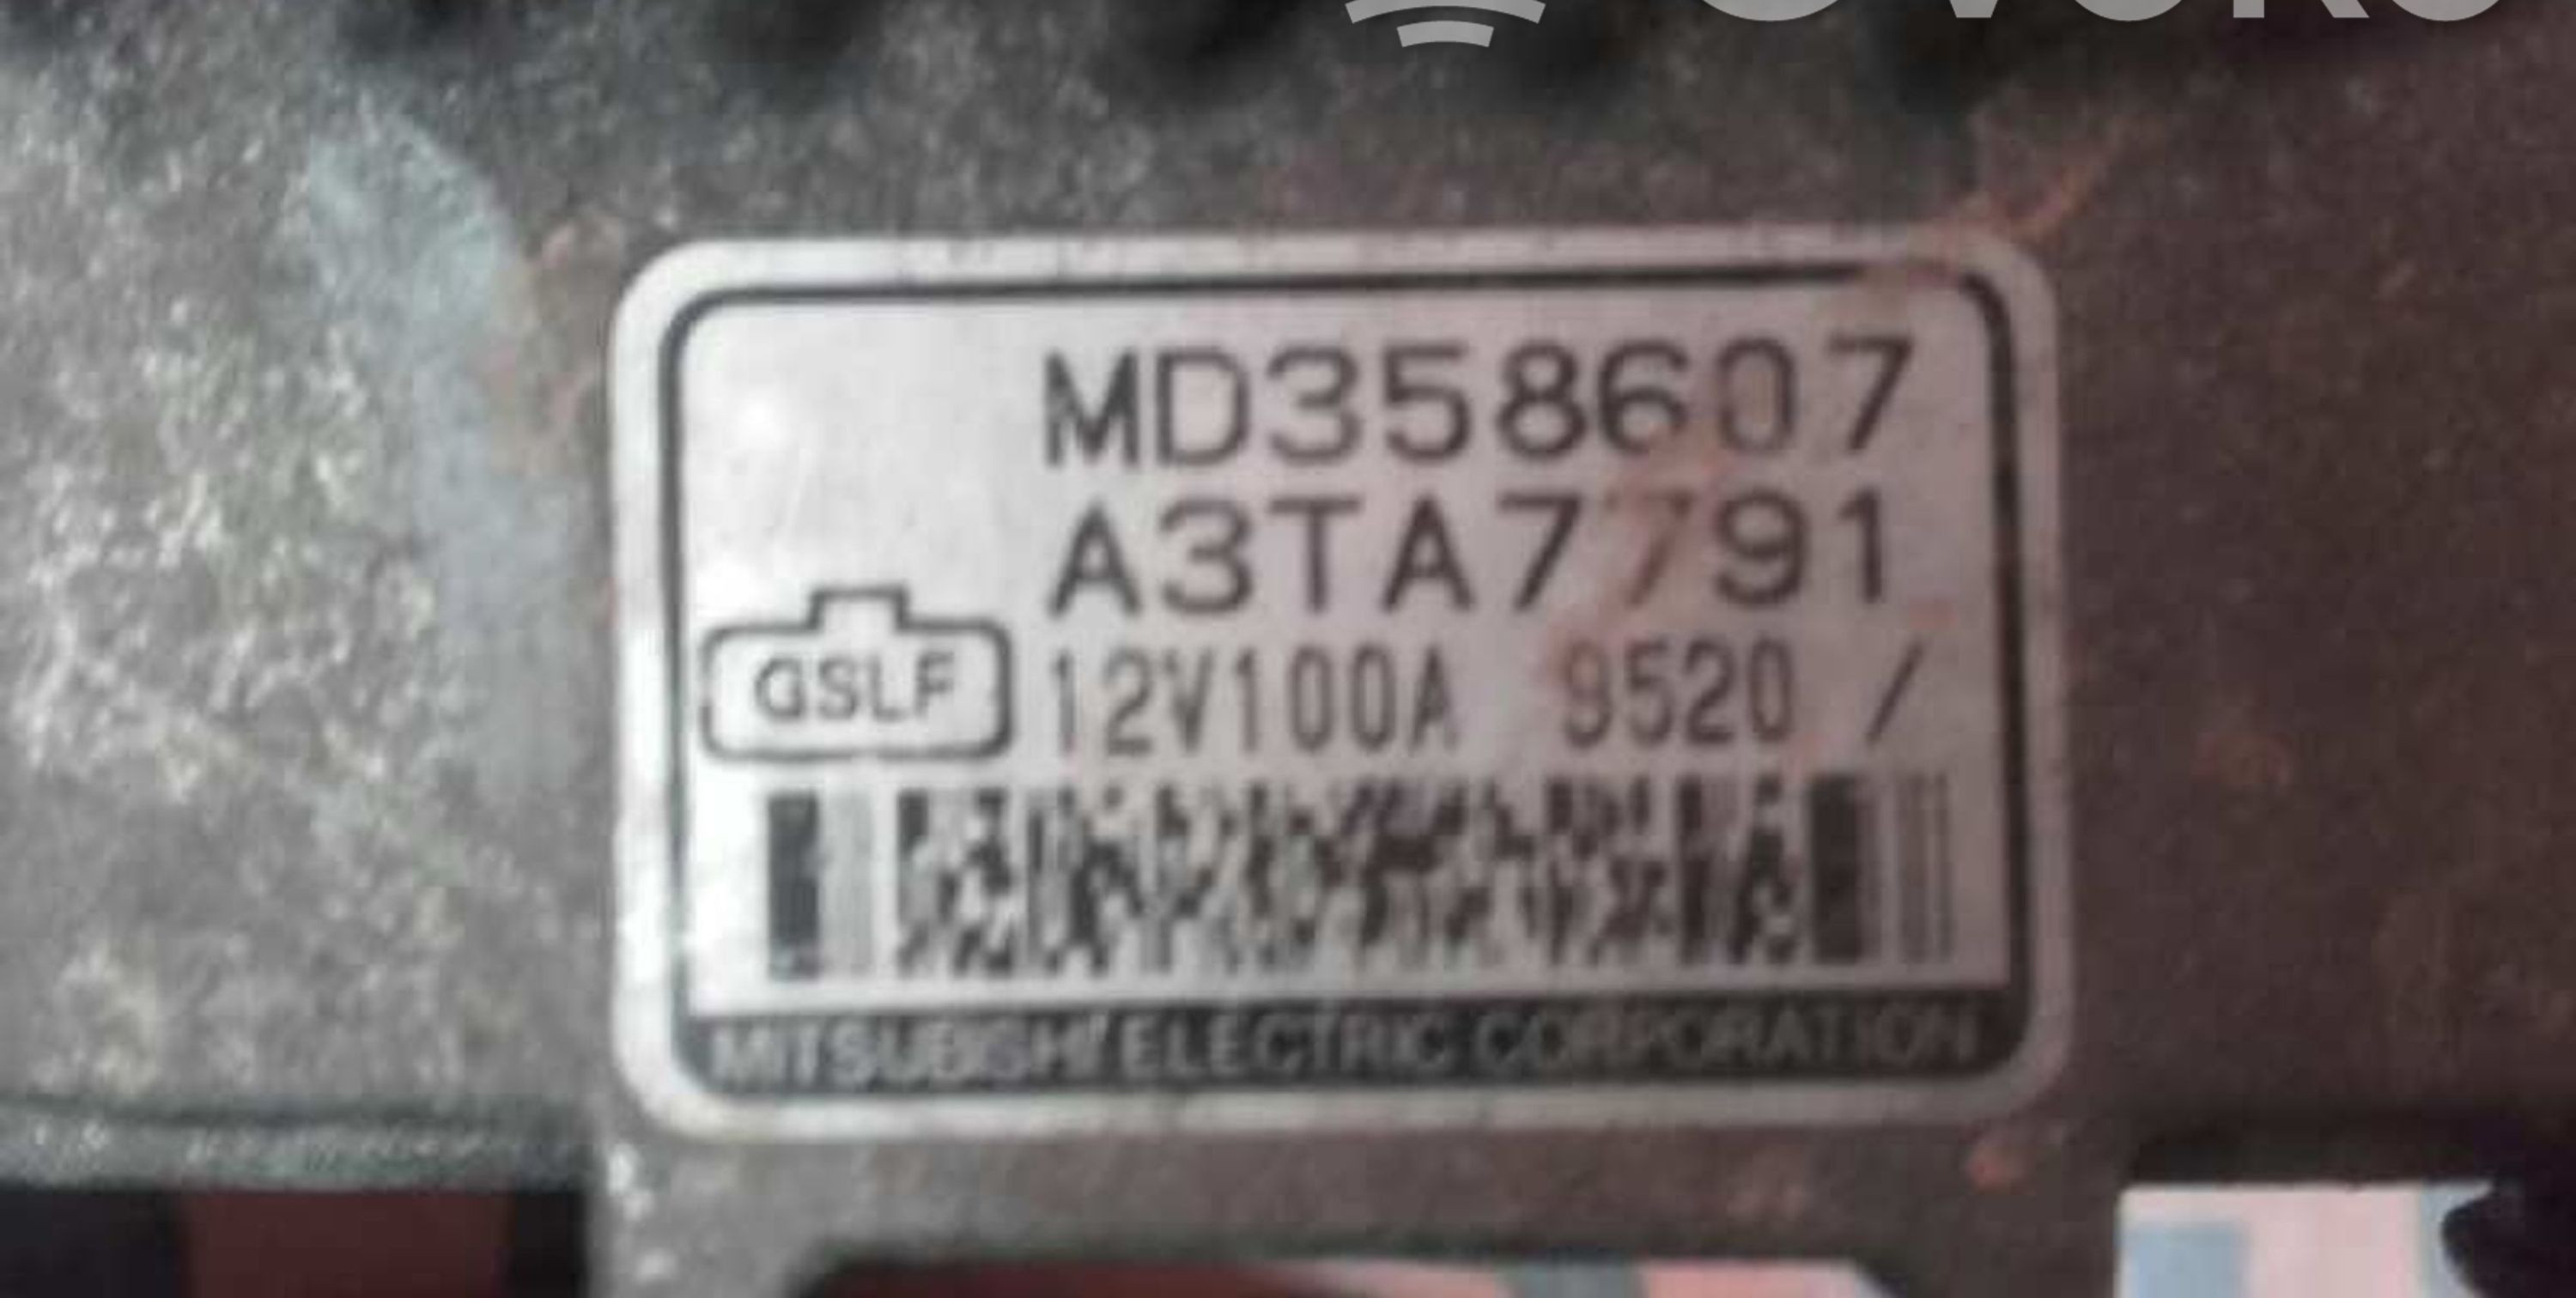 MD358607
A3TA7791
GSLF 12V100A 9520 /
MITSUBISHI ELECTRIC CORPORATION